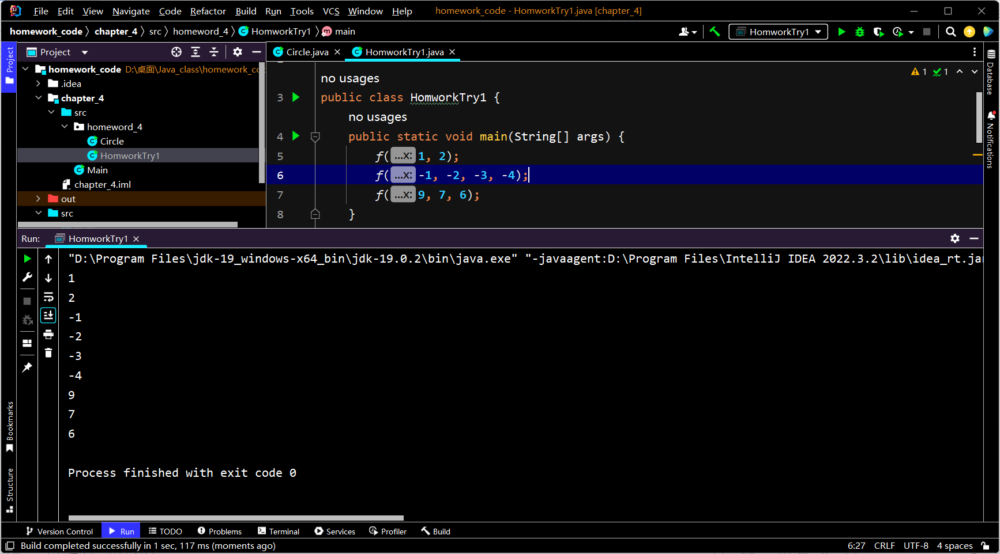 File Edit View Navigate Code Refactor Build Run Tools VCS Window Help homework_code - HomworkTry1.java [chapter_4]
homework_code chapter_4 src homeword_4 HomworkTry1 main HomworkTry1
Project Circle.java HomworkTry1.java
Project
homework_code D:\桌面\Java_class\homework_co
.idea
chapter_4
src
homeword_4
Circle
HomworkTry1
Main
chapter_4.iml
out
src
1 1
no usages
3 public class HomworkTry1 {
no usages
4 public static void main(String[] args) {
5 f(...x: 1, 2);
6 f(...x: -1, -2, -3, -4);
7 f(...x: 9, 7, 6);
8 }
Database
Notifications
Run: HomworkTry1
"D:\Program Files\jdk-19_windows-x64_bin\jdk-19.0.2\bin\java.exe" "-javaagent:D:\Program Files\IntelliJ IDEA 2022.3.2\lib\idea_rt.jar
1
2
-1
-2
-3
-4
9
7
6
Process finished with exit code 0
Bookmarks
Structure
Version Control Run TODO Problems Terminal Services Profiler Build
Build completed successfully in 1 sec, 117 ms (moments ago) 6:27 CRLF UTF-8 4 spaces